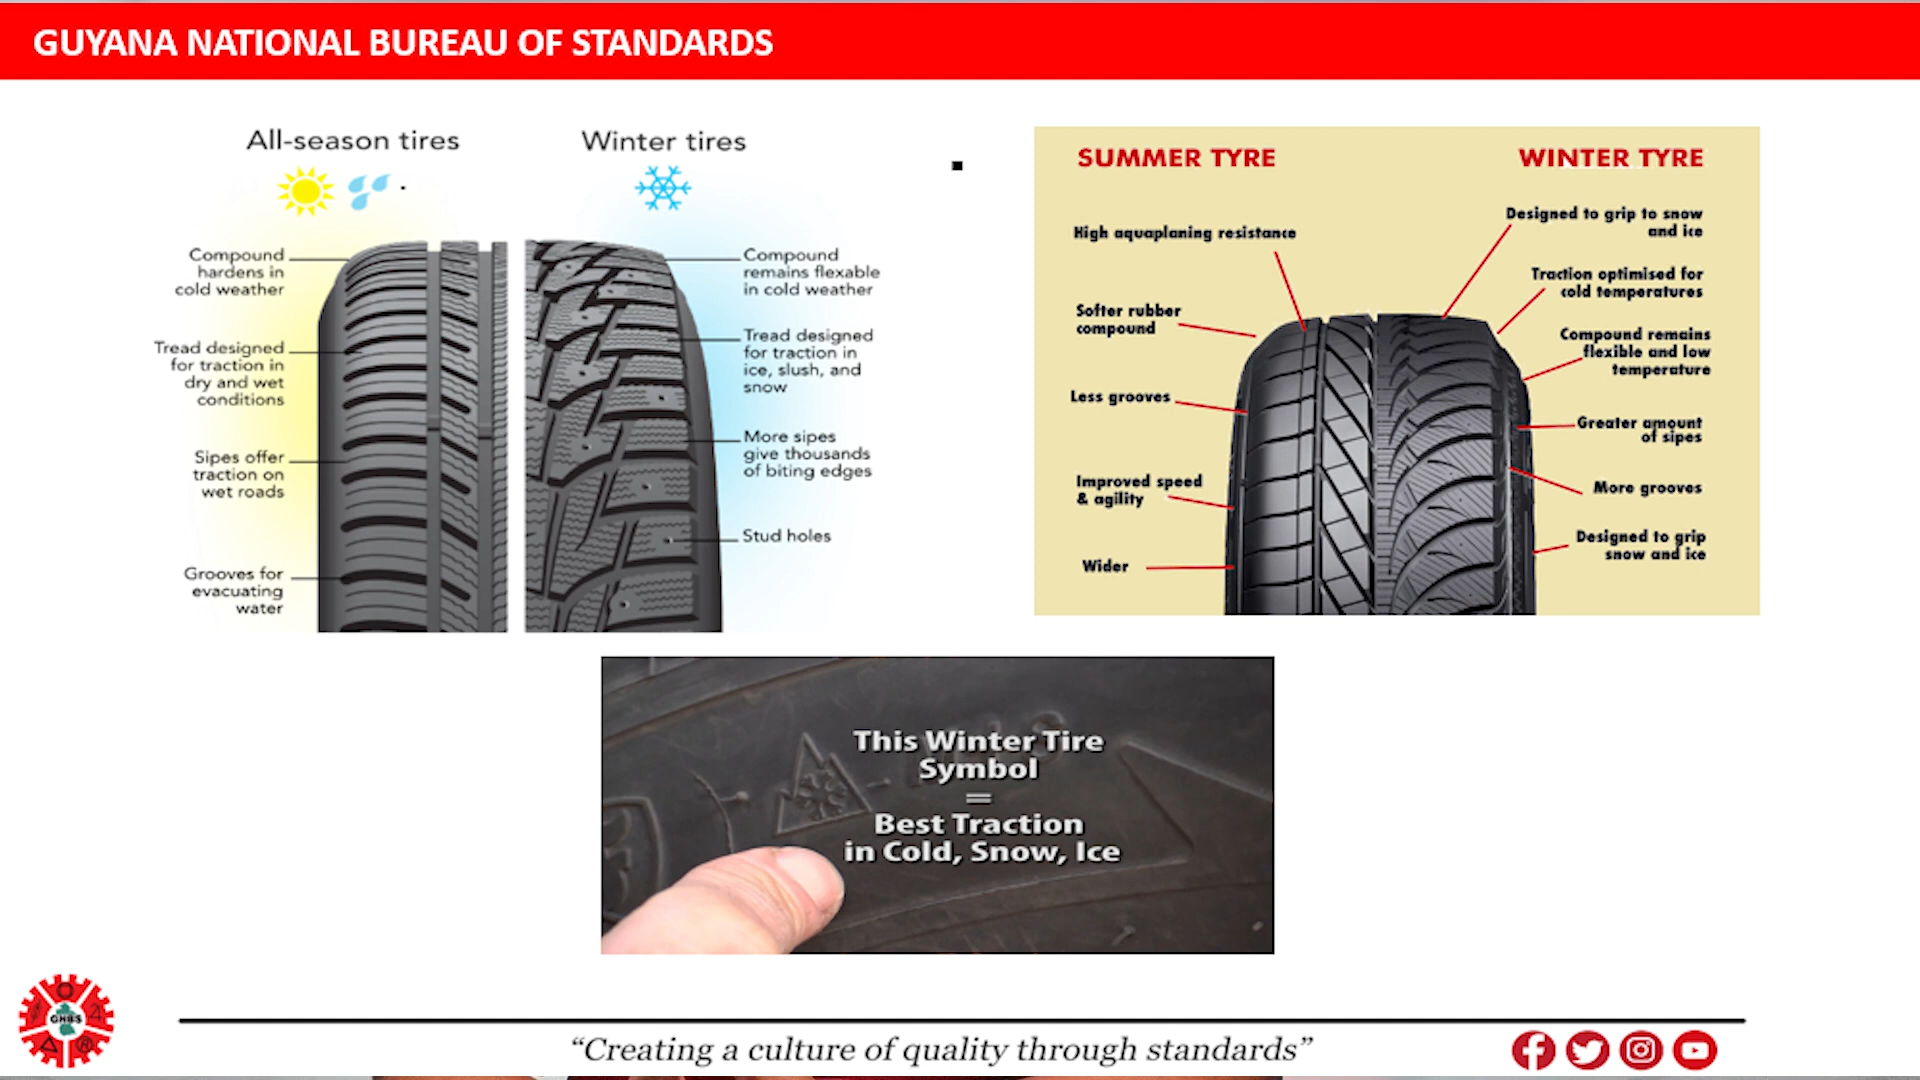 GUYANA NATIONAL BUREAU OF STANDARDS
All-season tires
Winter tires
Compound
hardens in
cold weather
Tread designed
for traction in
dry and wet
conditions
Sipes offer
traction on
wet roads
Grooves for
evacuating
water
Compound
remains flexable
in cold weather
Tread designed
for traction in
ice, slush, and
snow
More sipes
give thousands
of biting edges
Stud holes
SUMMER TYRE
WINTER TYRE
High aquaplaning resistance
Softer rubber
compound
Less grooves
Improved speed
& agility
Wider
Designed to grip to snow
and ice
Traction optimised for
cold temperatures
Compound remains
flexible and low
temperature
Greater amount
of sipes
More grooves
Designed to grip
snow and ice
This Winter Tire
Symbol
=
Best Traction
in Cold, Snow, Ice
GNBS
“Creating a culture of quality through standards”